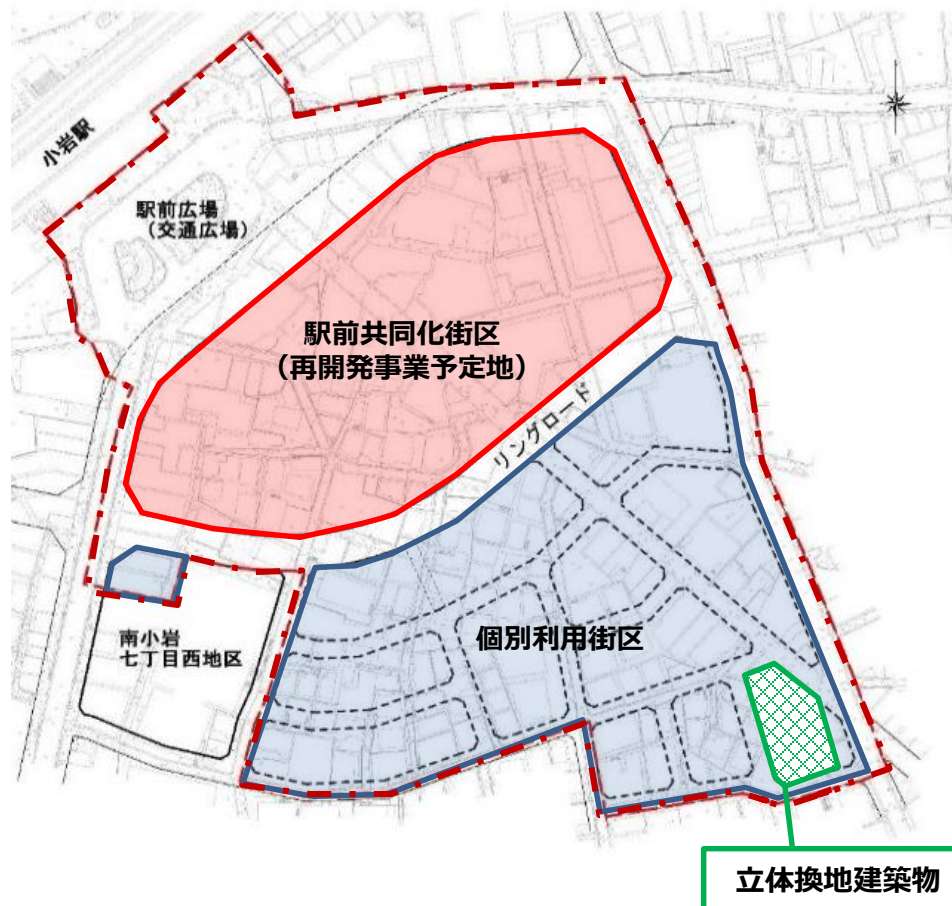 小岩駅
駅前広場
（交通広場）
駅前共同化街区
（再開発事業予定地）
リングロード
南小岩
七丁目西地区
個別利用街区
立体換地建築物